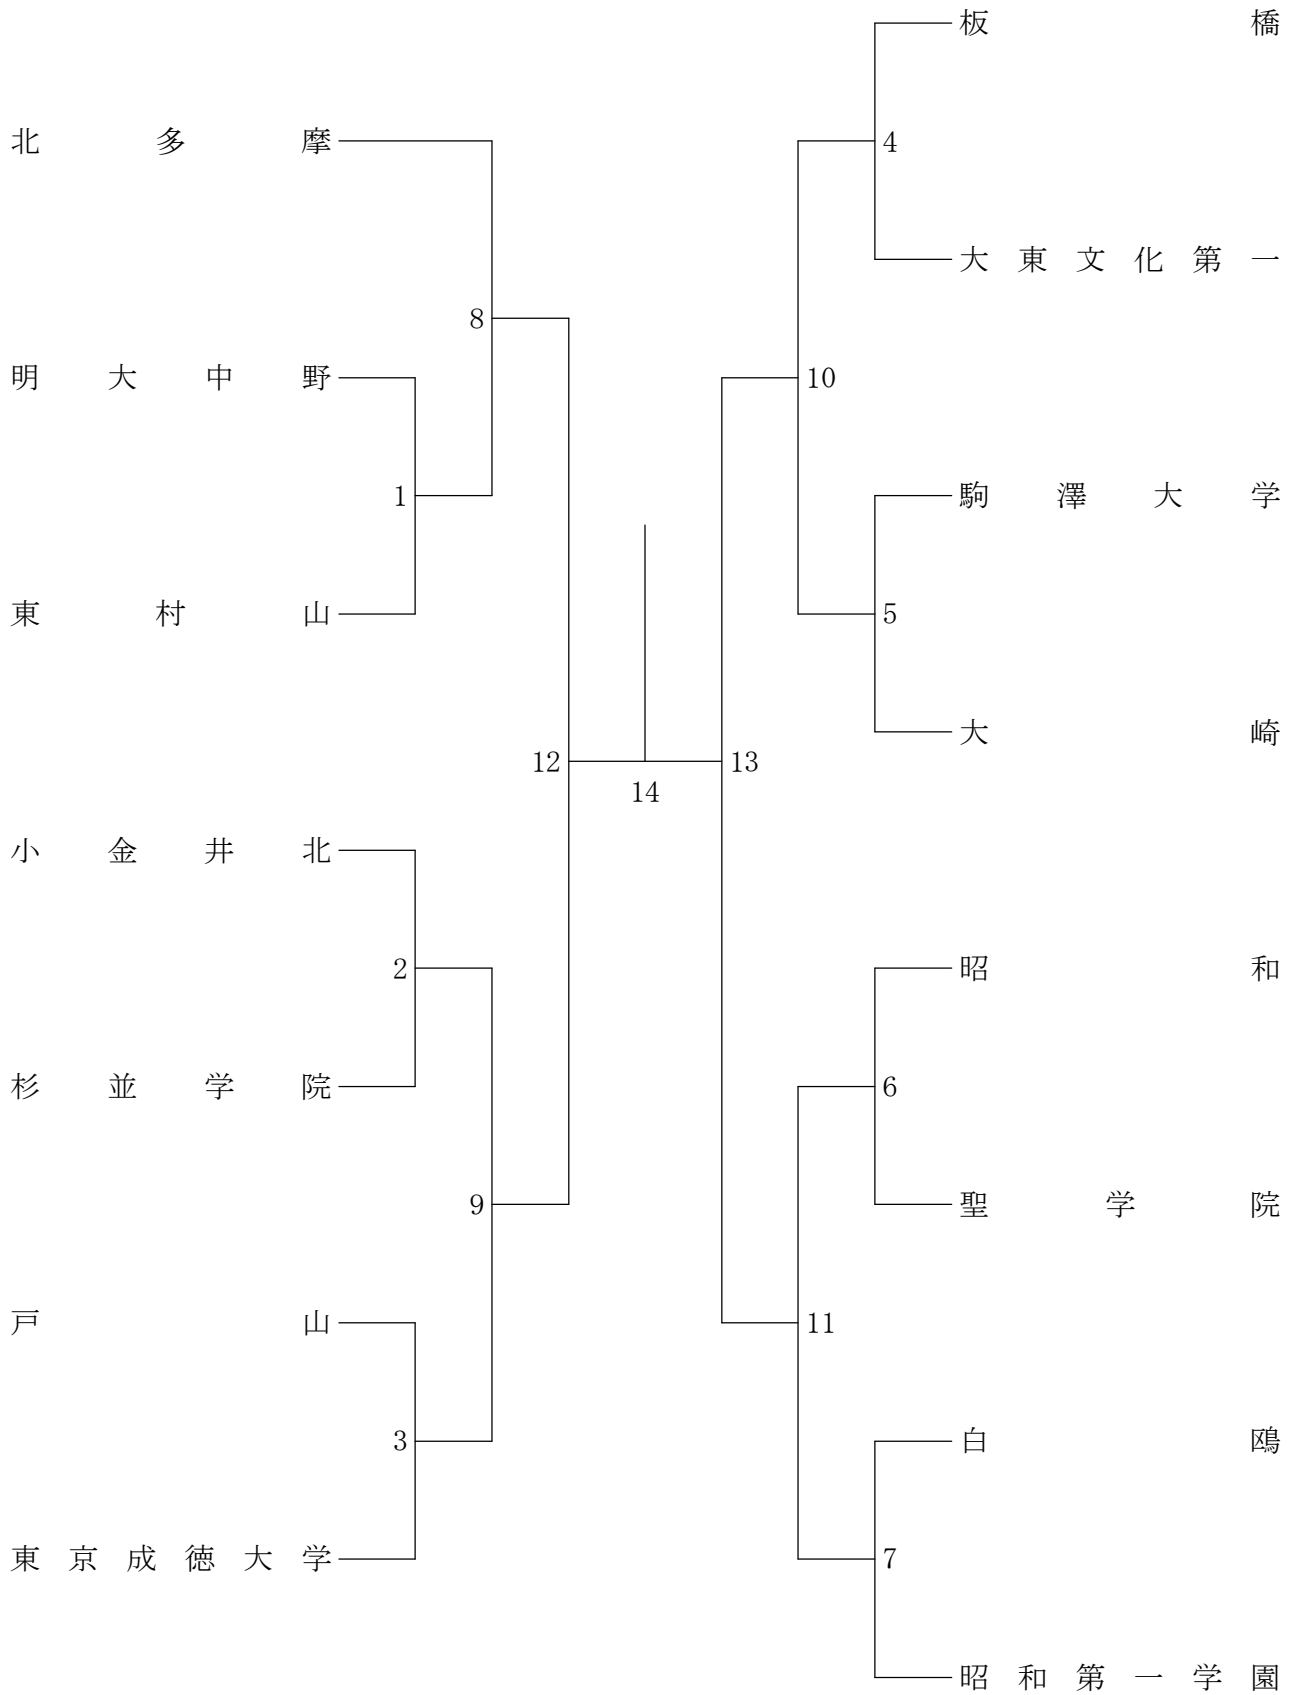 北多摩
8
明大中野
1
東村山
12
14
小金井北
2
杉並学院
9
戸山
3
東京成徳大学
板橋
4
大東文化第一
10
駒澤大学
5
大崎
13
昭和
6
聖学院
11
白鴎
7
昭和第一学園